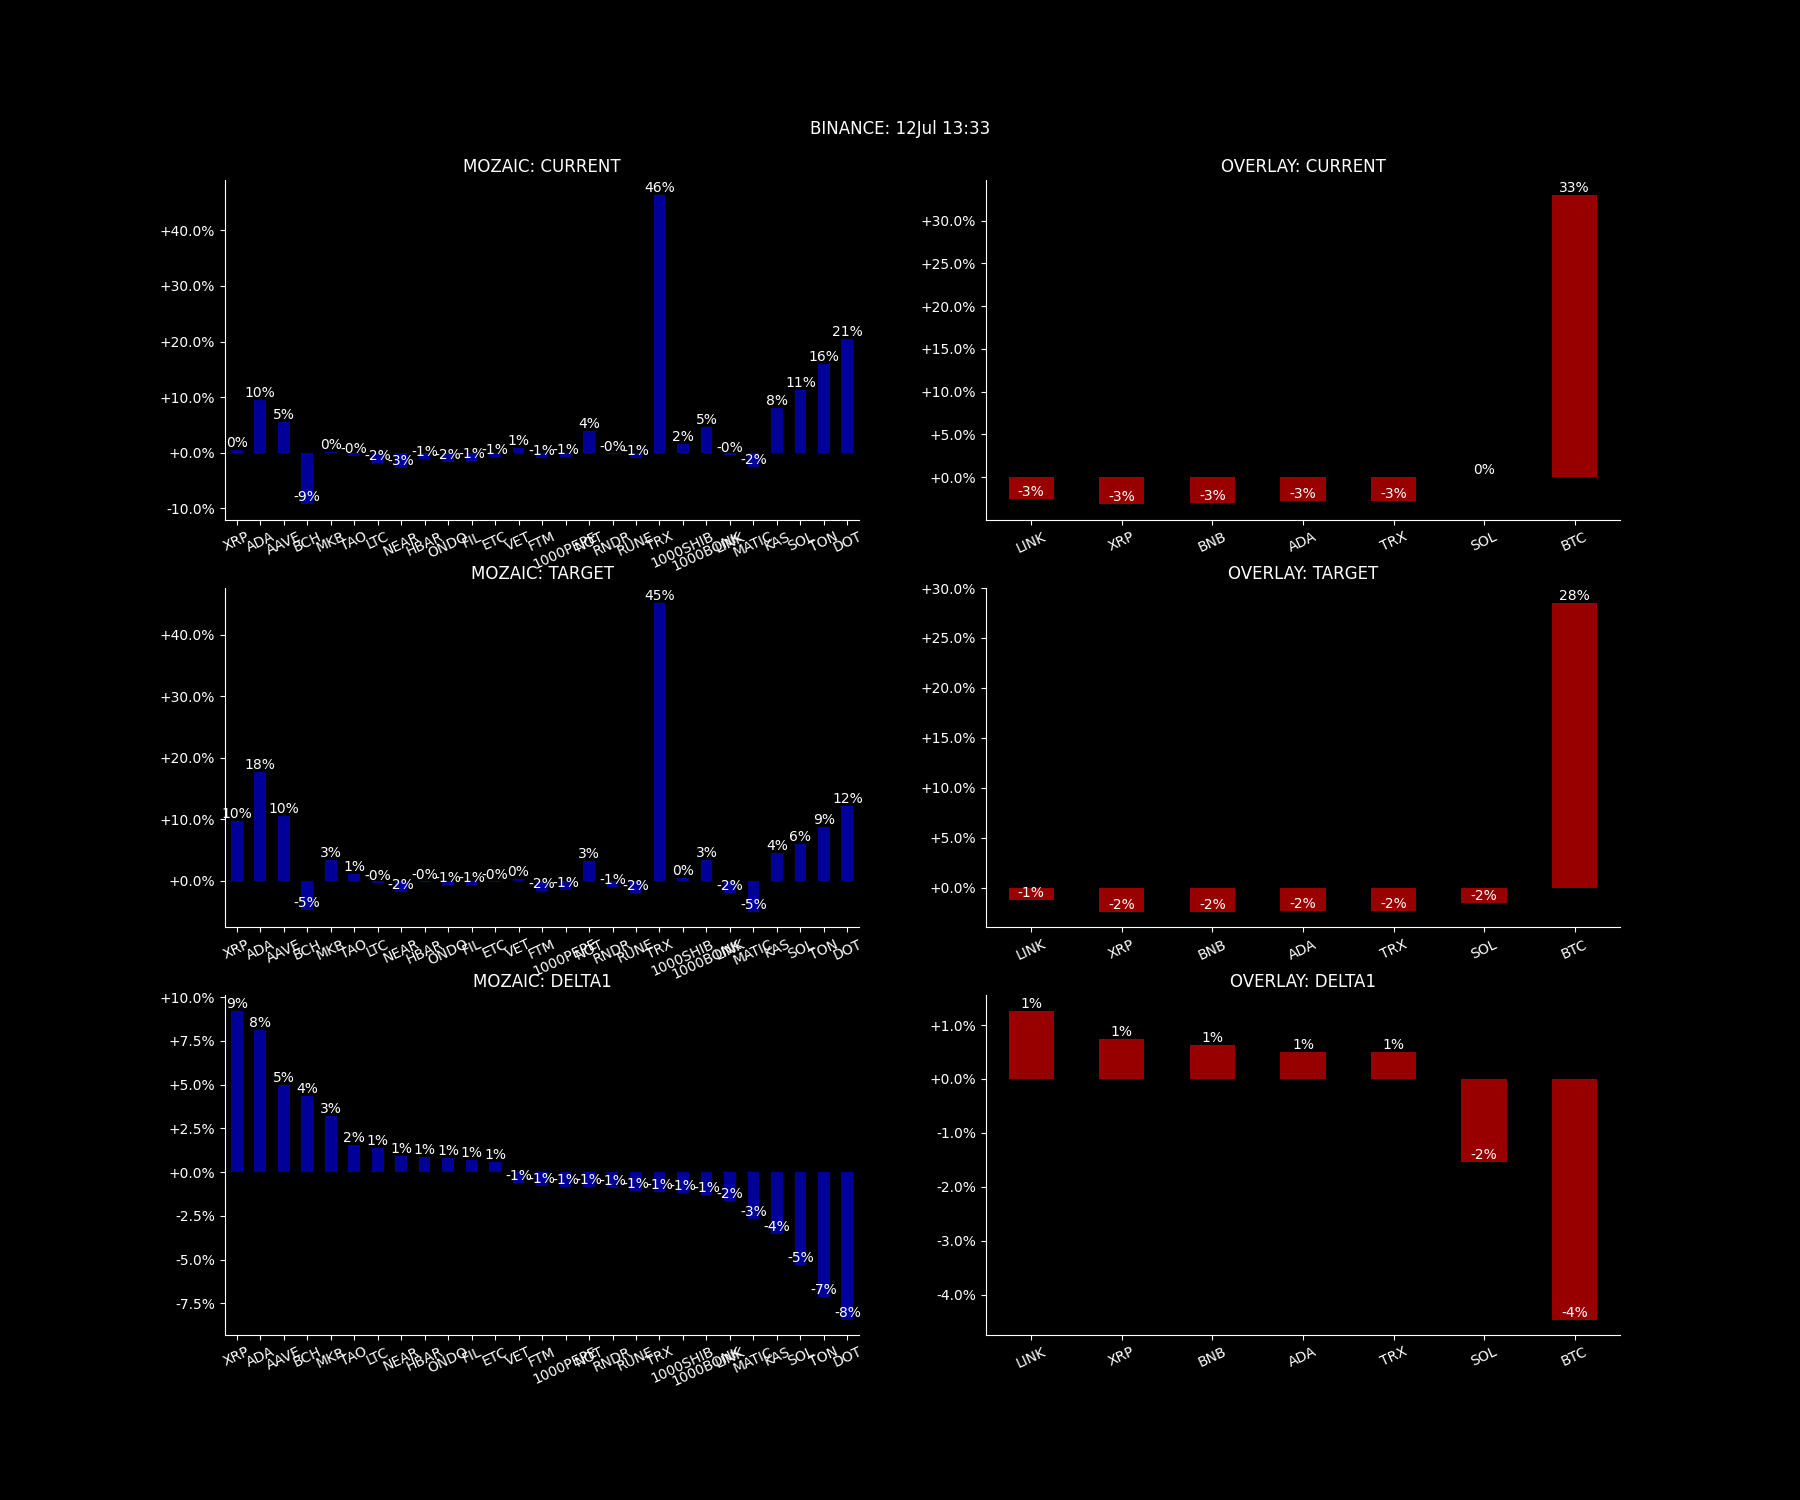 BINANCE: 12Jul 13:33
MOZAIC: CURRENT
+40.0%
+30.0%
+20.0%
+10.0%
+0.0%
-10.0%
0% 10% 5% -9% 0% -0% -2% -3% -1% -2% -1% -1% 1% -1% -1% 4% -0% -1% 46% 2% 5% -0% -2% 8% 11% 16% 21%
XRP ADA AAVE BCH MKR TAO LTC NEAR HBAR ONDO FIL ETC VET FTM 1000PEPE NOT RNDR RUNE TRX 1000SHIB 1000BONK LINK MATIC KAS SOL TON DOT
OVERLAY: CURRENT
+30.0%
+25.0%
+20.0%
+15.0%
+10.0%
+5.0%
+0.0%
-3% -3% -3% -3% -3% 0% 33%
LINK XRP BNB ADA TRX SOL BTC
MOZAIC: TARGET
+40.0%
+30.0%
+20.0%
+10.0%
+0.0%
10% 18% 10% -5% 3% 1% -0% -2% -0% -1% -1% -0% 0% -2% -1% 3% -1% -2% 45% 0% 3% -2% -5% 4% 6% 9% 12%
XRP ADA AAVE BCH MKR TAO LTC NEAR HBAR ONDO FIL ETC VET FTM 1000PEPE NOT RNDR RUNE TRX 1000SHIB 1000BONK LINK MATIC KAS SOL TON DOT
OVERLAY: TARGET
+30.0%
+25.0%
+20.0%
+15.0%
+10.0%
+5.0%
+0.0%
-1% -2% -2% -2% -2% -2% 28%
LINK XRP BNB ADA TRX SOL BTC
MOZAIC: DELTA1
+10.0%
+7.5%
+5.0%
+2.5%
+0.0%
-2.5%
-5.0%
-7.5%
9% 8% 5% 4% 3% 2% 1% 1% 1% 1% 1% 1% -1% -1% -1% -1% -1% -1% -1% -1% -1% -2% -3% -4% -5% -7% -8%
XRP ADA AAVE BCH MKR TAO LTC NEAR HBAR ONDO FIL ETC VET FTM 1000PEPE NOT RNDR RUNE TRX 1000SHIB 1000BONK LINK MATIC KAS SOL TON DOT
OVERLAY: DELTA1
+1.0%
+0.0%
-1.0%
-2.0%
-3.0%
-4.0%
1% 1% 1% 1% 1% -2% -4%
LINK XRP BNB ADA TRX SOL BTC